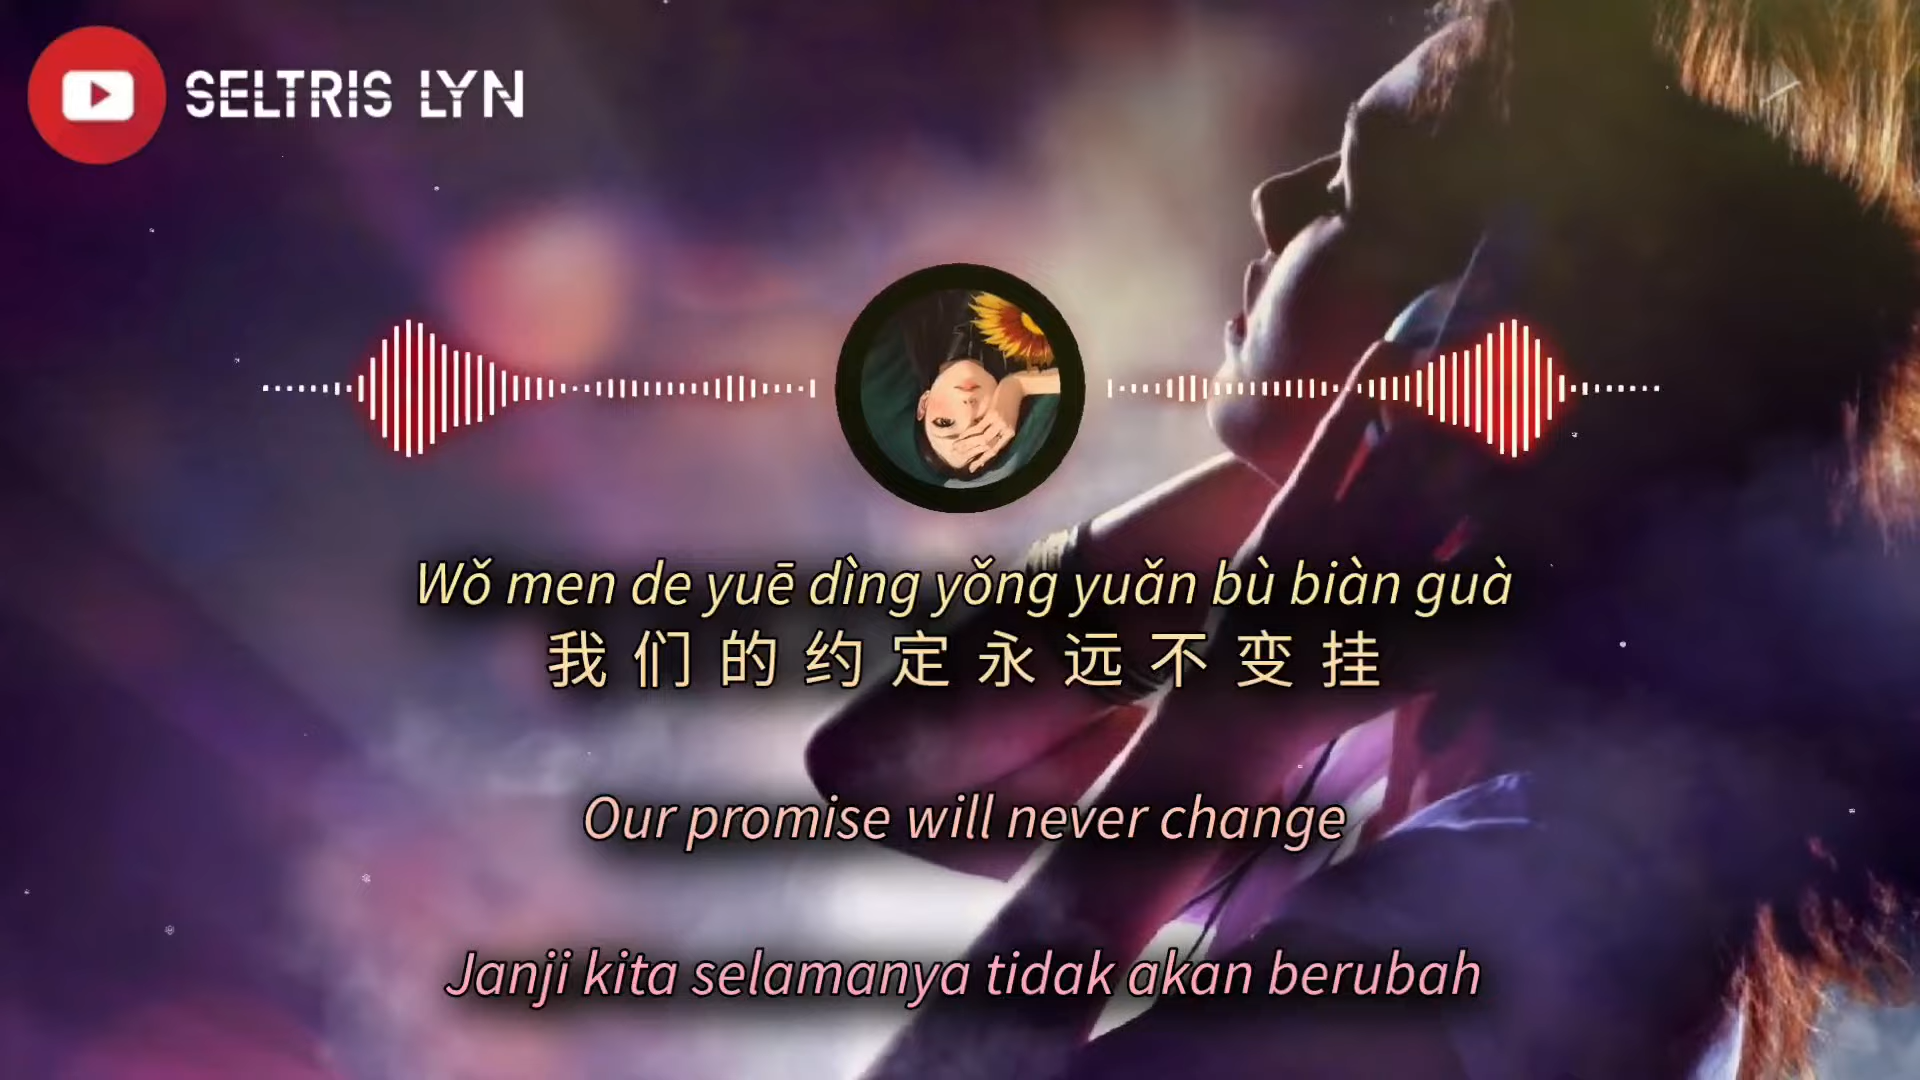 SELTRIS LYN
Wǒ men de yuē dìng yǒng yuǎn bù biàn guà
我们的约定永远不变挂
Our promise will never change
Janji kita selamanya tidak akan berubah